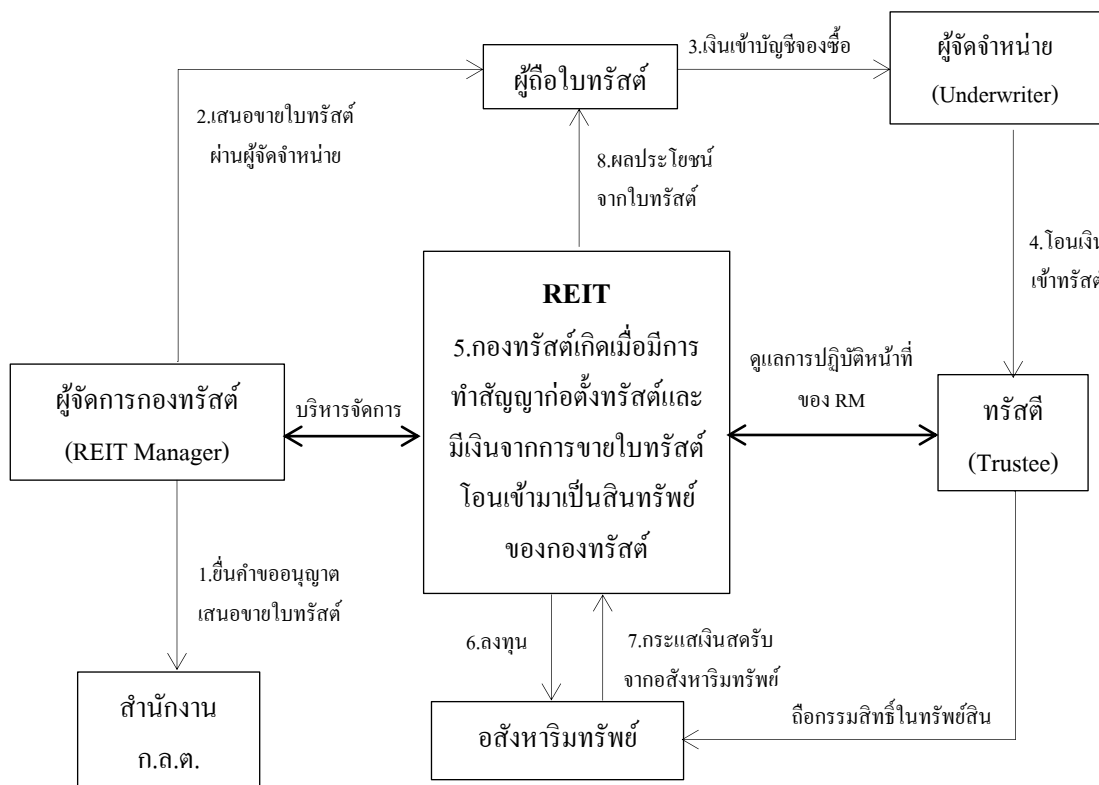 3.เงินเข้าบัญชีจองซื้อ
ผู้จัดจำหน่าย
(Underwriter)
ผู้ถือใบทรัสต์
2.เสนอขายใบทรัสต์
ผ่านผู้จัดจำหน่าย
8.ผลประโยชน์
จากใบทรัสต์
4.โอนเงิน
เข้าทรัสต์
REIT
5.กองทรัสต์เกิดเมื่อมีการ
ทำสัญญาก่อตั้งทรัสต์และ
มีเงินจากการขายใบทรัสต์
โอนเข้ามาเป็นสินทรัพย์
ของกองทรัสต์
ผู้จัดการกองทรัสต์
(REIT Manager)
บริหารจัดการ
ดูแลการปฏิบัติหน้าที่
ของ RM
ทรัสตี
(Trustee)
1.ยื่นคำขออนุญาต
เสนอขายใบทรัสต์
6.ลงทุน
7.กระแสเงินสดรับ
จากอสังหาริมทรัพย์
สำนักงาน
ก.ล.ต.
อสังหาริมทรัพย์
ถือกรรมสิทธิ์ในทรัพย์สิน